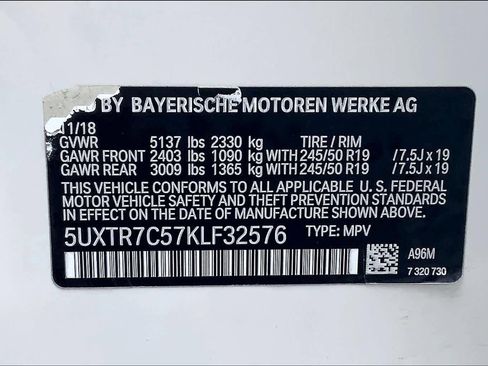 BY BAYERISCHE MOTOREN WERKE AG
11/18
GVWR 5137 lbs 2330 kg TIRE / RIM
GAWR FRONT 2403 lbs 1090 kg WITH 245/50 R19 /7.5J x 19
GAWR REAR 3009 lbs 1365 kg WITH 245/50 R19 /7.5J x 19
THIS VEHICLE CONFORMS TO ALL APPLICABLE U. S. FEDERAL
MOTOR VEHICLE SAFETY AND THEFT PREVENTION STANDARDS
IN EFFECT ON THE DATE OF MANUFACTURE SHOWN ABOVE.
5UXTR7C57KLF32576 TYPE: MPV
A96M
7 320 730